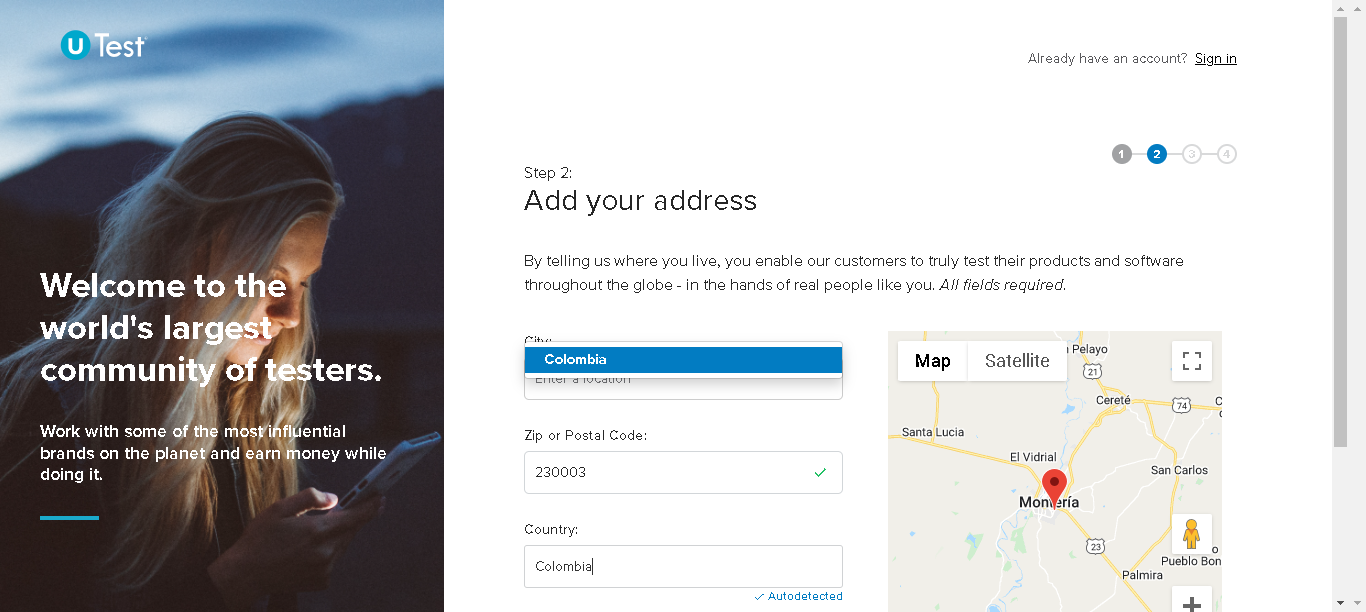 U Test
Already have an account? Sign in
1 2 3 4
Step 2:
Add your address
By telling us where you live, you enable our customers to truly test their products and software
throughout the globe - in the hands of real people like you. All fields required.
Welcome to the
world's largest
community of testers.
Work with some of the most influential
brands on the planet and earn money while
doing it.
City:
Colombia
Enter a location
Zip or Postal Code:
230003
Country:
Colombia
Autodetected
Map Satellite
Pelayo
21
Cereté
74
Santa Lucia
El Vidrial
San Carlos
Montería
23
Pueblo Bon
Palmira